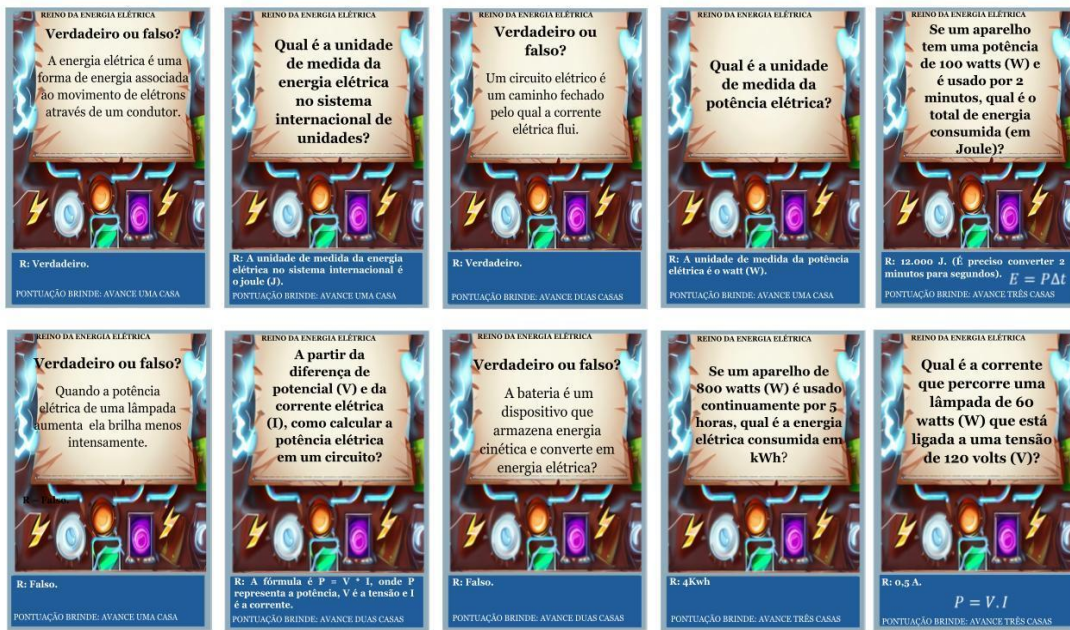 REINO DA ENERGIA ELÉTRICA
Verdadeiro ou falso?
A energia elétrica é uma
forma de energia associada
ao movimento de elétrons
através de um condutor.
R: Verdadeiro.
PONTUAÇÃO BRINDE: AVANCE UMA CASA
REINO DA ENERGIA ELÉTRICA
Qual é a unidade
de medida da
energia elétrica
no sistema
internacional de
unidades?
R: A unidade de medida da energia
elétrica no sistema internacional é
o joule (J).
PONTUAÇÃO BRINDE: AVANCE UMA CASA
REINO DA ENERGIA ELÉTRICA
Verdadeiro ou
falso?
Um circuito elétrico é
um caminho fechado
pelo qual a corrente
elétrica flui.
R: Verdadeiro.
PONTUAÇÃO BRINDE: AVANCE DUAS CASAS
REINO DA ENERGIA ELÉTRICA
Qual é a unidade
de medida da
potência elétrica?
R: A unidade de medida da potência
elétrica é o watt (W).
PONTUAÇÃO BRINDE: AVANCE UMA CASA
REINO DA ENERGIA ELÉTRICA
Se um aparelho
tem uma potência
de 100 watts (W) e
é usado por 2
minutos, qual é o
total de energia
consumida (em
Joule)?
R: 12.000 J. (É preciso converter 2
minutos para segundos). E = PΔt
PONTUAÇÃO BRINDE: AVANCE TRÊS CASAS
REINO DA ENERGIA ELÉTRICA
Verdadeiro ou falso?
Quando a potência
elétrica de uma lâmpada
aumenta ela brilha menos
intensamente.
R – Falso.
R: Falso.
PONTUAÇÃO BRINDE: AVANCE UMA CASA
REINO DA ENERGIA ELÉTRICA
A partir da
diferença de
potencial (V) e da
corrente elétrica
(I), como calcular a
potência elétrica
em um circuito?
R: A fórmula é P = V * I, onde P
representa a potência, V é a tensão e I
é a corrente.
PONTUAÇÃO BRINDE: AVANCE DUAS CASAS
REINO DA ENERGIA ELÉTRICA
Verdadeiro ou falso?
A bateria é um
dispositivo que
armazena energia
cinética e converte em
energia elétrica?
R: Falso.
PONTUAÇÃO BRINDE: AVANCE DUAS CASAS
REINO DA ENERGIA ELÉTRICA
Se um aparelho de
800 watts (W) é usado
continuamente por 5
horas, qual é a energia
elétrica consumida em
kWh?
R: 4Kwh
PONTUAÇÃO BRINDE: AVANCE TRÊS CASAS
REINO DA ENERGIA ELÉTRICA
Qual é a corrente
que percorre uma
lâmpada de 60
watts (W) que está
ligada a uma tensão
de 120 volts (V)?
R: 0,5 A.
P = V.I
PONTUAÇÃO BRINDE: AVANCE TRÊS CASAS